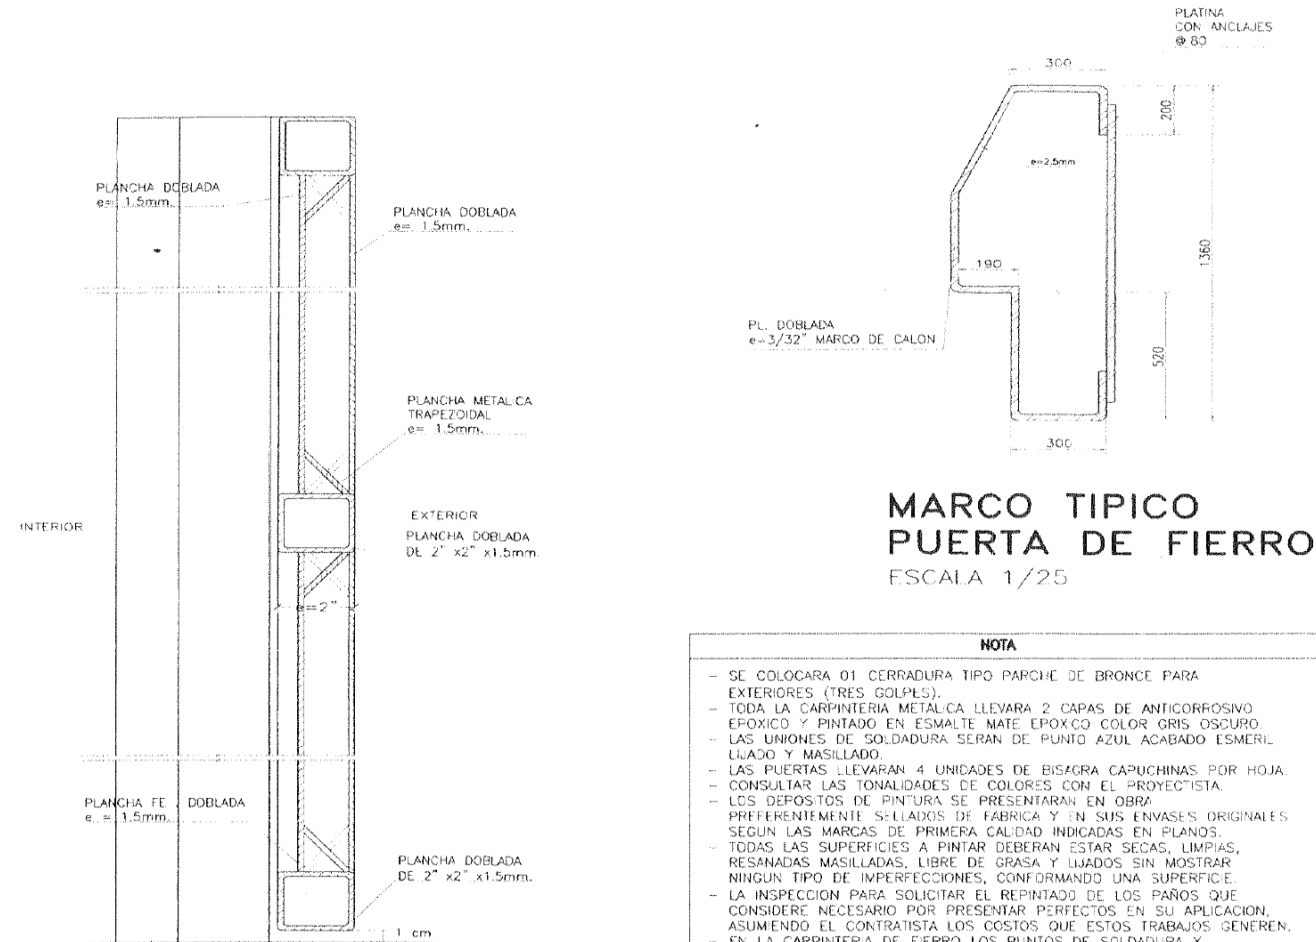 PLATINA
CON ANCLAJES
@ 80
300
200
e=2,5mm
1360
190
520
PL. DOBLADA
e=3/32" MARCO DE CALON
300
MARCO TIPICO
PUERTA DE FIERRO
ESCALA 1/25
PLANCHA DOBLADA
e= 1.5mm.
PLANCHA DOBLADA
e= 1.5mm.
PLANCHA METALICA
TRAPEZOIDAL
e= 1.5mm.
INTERIOR
EXTERIOR
PLANCHA DOBLADA
DE 2" x2" x1.5mm.
e=2"
PLANCHA FE DOBLADA
e = 1.5mm.
PLANCHA DOBLADA
DE 2" x2" x1.5mm.
1 cm
NOTA
- SE COLOCARA 01 CERRADURA TIPO PARCHE DE BRONCE PARA
EXTERIORES (TRES GOLPES).
- TODA LA CARPINTERIA METALICA LLEVARA 2 CAPAS DE ANTICORROSIVO
EPOXICO Y PINTADO EN ESMALTE MATE EPOXICO COLOR GRIS OSCURO.
- LAS UNIONES DE SOLDADURA SERAN DE PUNTO AZUL ACABADO ESMERIL
LIJADO Y MASILLADO.
- LAS PUERTAS LLEVARAN 4 UNIDADES DE BISAGRA CAPUCHINAS POR HOJA.
- CONSULTAR LAS TONALIDADES DE COLORES CON EL PROYECTISTA.
- LOS DEPOSITOS DE PINTURA SE PRESENTARAN EN OBRA
PREFERENTEMENTE SELLADOS DE FABRICA Y EN SUS ENVASES ORIGINALES
SEGUN LAS MARCAS DE PRIMERA CALIDAD INDICADAS EN PLANOS.
- TODAS LAS SUPERFICIES A PINTAR DEBERAN ESTAR SECAS, LIMPIAS,
RESANADAS MASILLADAS, LIBRE DE GRASA Y LIJADOS SIN MOSTRAR
NINGUN TIPO DE IMPERFECCIONES, CONFORMANDO UNA SUPERFICIE.
- LA INSPECCION PARA SOLICITAR EL REPINTADO DE LOS PAÑOS QUE
CONSIDERE NECESARIO POR PRESENTAR PERFECTOS EN SU APLICACION,
ASUMIENDO EL CONTRATISTA LOS COSTOS QUE ESTOS TRABAJOS GENEREN.
- EN LA CARPINTERIA DE FIERRO LOS PUNTOS DE SOLDADURA Y